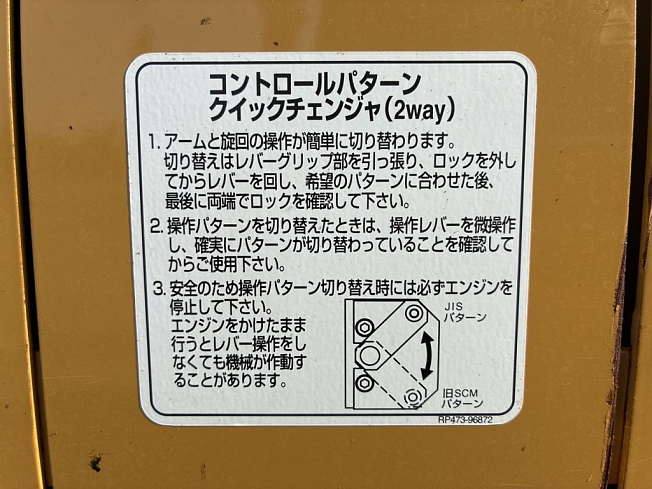 コントロールパターン
クイックチェンジャ(2way)
1. アームと旋回の操作が簡単に切り替わります。
切り替えはレバーグリップ部を引っ張り、ロックを外し
てからレバーを回し、希望のパターンに合わせた後、
最後に両端でロックを確認して下さい。
2. 操作パターンを切り替えたときは、操作レバーを微操作
し、確実にパターンが切り替わっていることを確認して
からご使用下さい。
3. 安全のため操作パターン切り替え時には必ずエンジンを
停止して下さい。
エンジンをかけたまま
行うとレバー操作をし
なくても機械が作動す
ることがあります。
JIS
パターン
旧SCM
パターン
RP473-96872